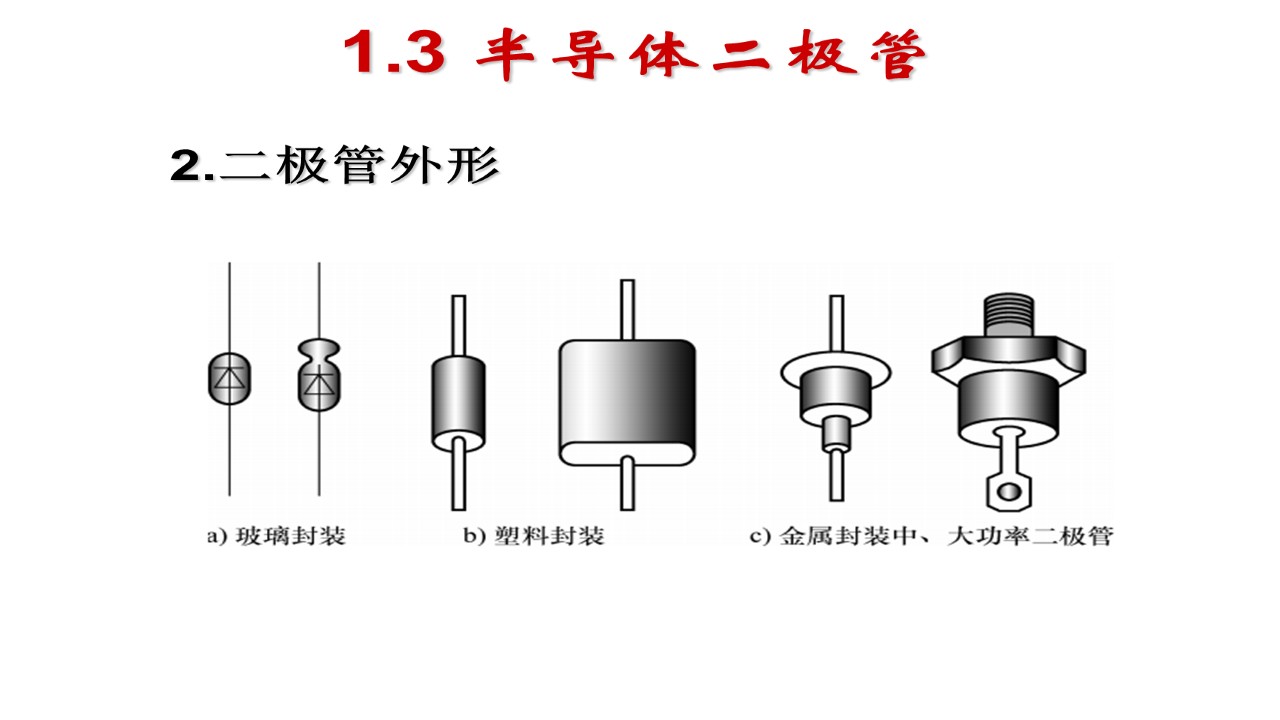 1.3 半导体二极管
2.二极管外形
a) 玻璃封装
b) 塑料封装
c) 金属封装中、大功率二极管